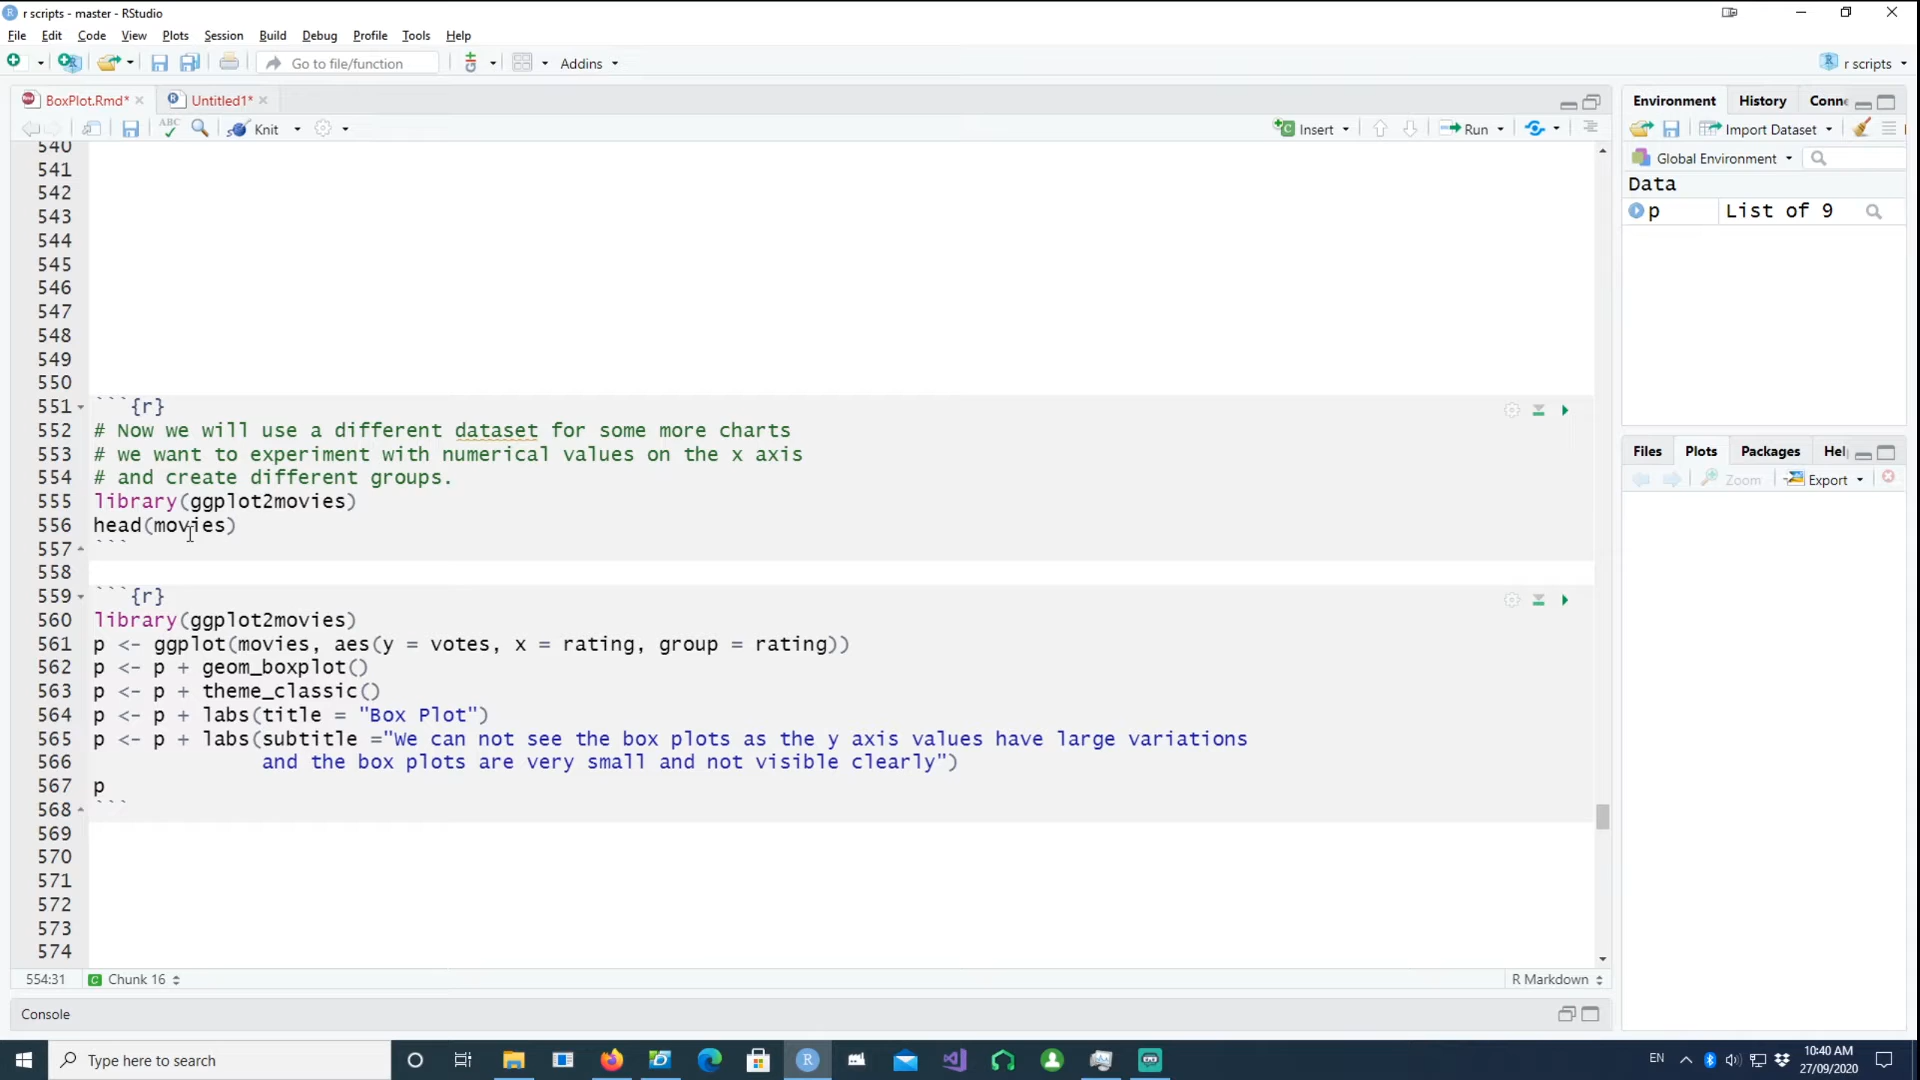 r scripts - master - RStudio
File Edit Code View Plots Session Build Debug Profile Tools Help
Go to file/function Addins r scripts
BoxPlot.Rmd* Untitled1* Environment History Conn
ABC Knit Insert Run Import Dataset
540
541 Global Environment
542 Data
543 p List of 9
544
545
546
547
548
549
550
551 ```{r}
552 # Now we will use a different dataset for some more charts
553 # we want to experiment with numerical values on the x axis
554 # and create different groups.
555 library(ggplot2movies)
556 head(movies)
557 ```
558
559 ```{r}
560 library(ggplot2movies)
561 p <- ggplot(movies, aes(y = votes, x = rating, group = rating))
562 p <- p + geom_boxplot()
563 p <- p + theme_classic()
564 p <- p + labs(title = "Box Plot")
565 p <- p + labs(subtitle ="We can not see the box plots as the y axis values have large variations
566 and the box plots are very small and not visible clearly")
567 p
568 ```
569
570
571
572
573
574
Files Plots Packages Hel
Zoom Export
554:31 Chunk 16 R Markdown
Console
Type here to search
EN 10:40 AM
27/09/2020